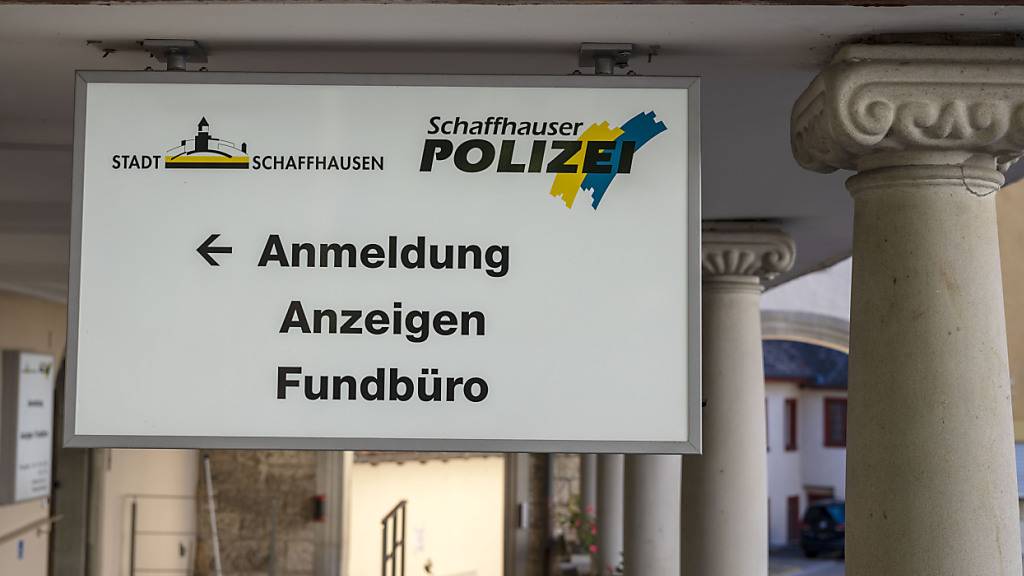 STADT SCHAFFHAUSEN
Schaffhauser
POLIZEI
← Anmeldung
Anzeigen
Fundbüro